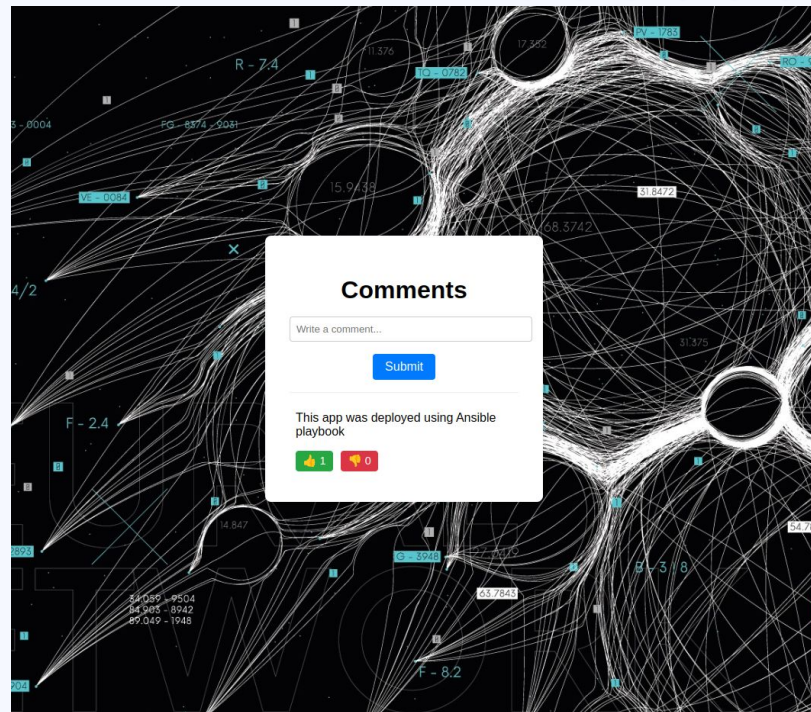 R - 7.4
11.376
17.352
PV - 1783
TQ - 0782
3 - 0004
FG - 8374 - 9031
VE - 0084
15.9438
31.8472
68.3742
4/2
Comments
Write a comment...
Submit
31.375
This app was deployed using Ansible
playbook
👍 1 👎 0
F - 2.4
14.847
2893
G - 3948
54.7
B - 3 / 8
63.7843
34.059 - 9504
84.903 - 8942
89.049 - 1948
F - 8.2
904